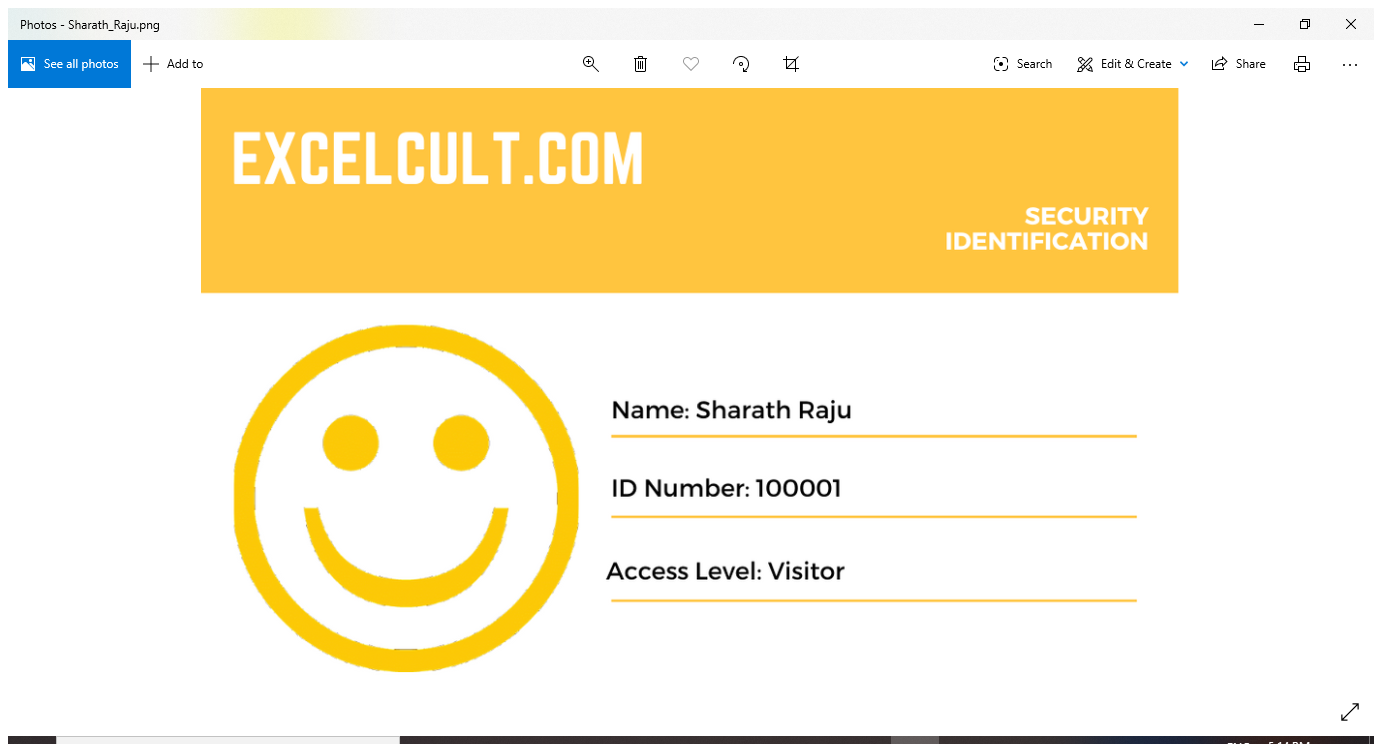 Photos - Sharath_Raju.png
See all photos
Add to
Search
Edit & Create
Share
EXCELCULT.COM
SECURITY
IDENTIFICATION
Name: Sharath Raju
ID Number: 100001
Access Level: Visitor